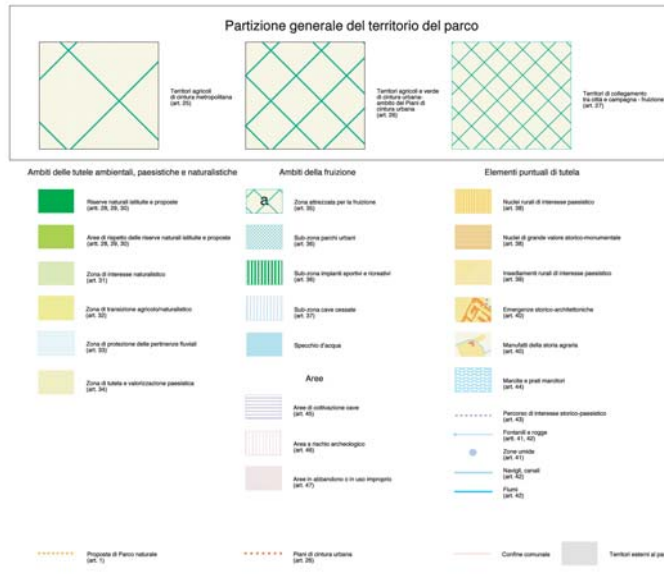 Partizione generale del territorio del parco
Territori agricoli
di cintura metropolitana
(art. 25)
Territori agricoli e verde
di cintura urbana-
ambito dei Piani di
cintura urbana
(art. 26)
Territori di collegamento
tra città e campagna - fruizione
(art. 27)
Ambiti delle tutele ambientali, paesistiche e naturalistiche
Riserve naturali istituite e proposte
(artt. 28, 29, 30)
Aree di rispetto delle riserve naturali istituite e proposte
(artt. 28, 29, 30)
Zona di interesse naturalistico
(art. 31)
Zona di transizione agricolo/naturalistico
(art. 32)
Zona di protezione delle pertinenze fluviali
(art. 33)
Zona di tutela e valorizzazione paesistica
(art. 34)
Ambiti della fruizione
a
Zona attrezzata per la fruizione
(art. 35)
Sub-zona parchi urbani
(art. 36)
Sub-zona impianti sportivi e ricreativi
(art. 36)
Sub-zona cave cessate
(art. 37)
Specchio d'acqua
Aree
Aree di coltivazione cave
(art. 45)
Area a rischio archeologico
(art. 46)
Aree in abbandono o in uso improprio
(art. 47)
Elementi puntuali di tutela
Nuclei rurali di interesse paesistico
(art. 38)
Nuclei di grande valore storico-monumentale
(art. 38)
Insediamenti rurali di interesse paesistico
(art. 39)
Emergenze storico-architettoniche
(art. 40)
Manufatti della storia agraria
(art. 40)
Marcite e prati marcitori
(art. 44)
Percorso di interesse storico-paesistico
(art. 43)
Fontanili e rogge
(artt. 41, 42)
Zone umide
(art. 41)
Navigli, canali
(art. 42)
Fiumi
(art. 42)
Proposta di Parco naturale
(art. 1)
Piani di cintura urbana
(art. 26)
Confine comunale
Territori esterni al pa